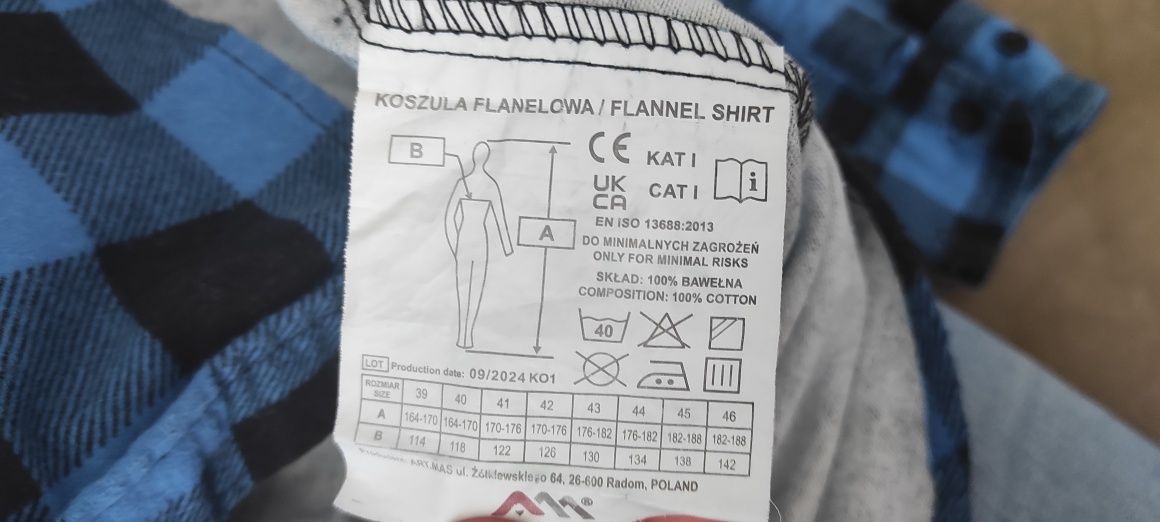 KOSZULA FLANELOWA / FLANNEL SHIRT
B
CE KAT I
UK CA CAT I
i
A
EN ISO 13688:2013
DO MINIMALNYCH ZAGROŻEŃ
ONLY FOR MINIMAL RISKS
SKŁAD: 100% BAWEŁNA
COMPOSITION: 100% COTTON
40
LOT Production date: 09/2024 KO1
ROZMIAR SIZE 39 40 41 42 43 44 45 46
A 164-170 164-170 170-176 170-176 176-182 176-182 182-188 182-188
B 114 118 122 126 130 134 138 142
ART.MAS ul. Żółkiewskiego 64, 26-600 Radom, POLAND
®